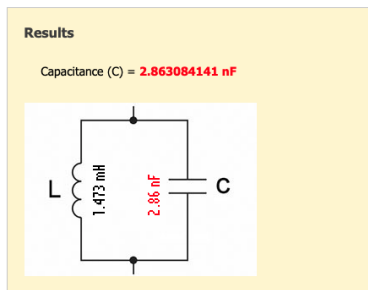 Results
Capacitance (C) = 2.863084141 nF
L
1.473 mH
2.86 nF
C